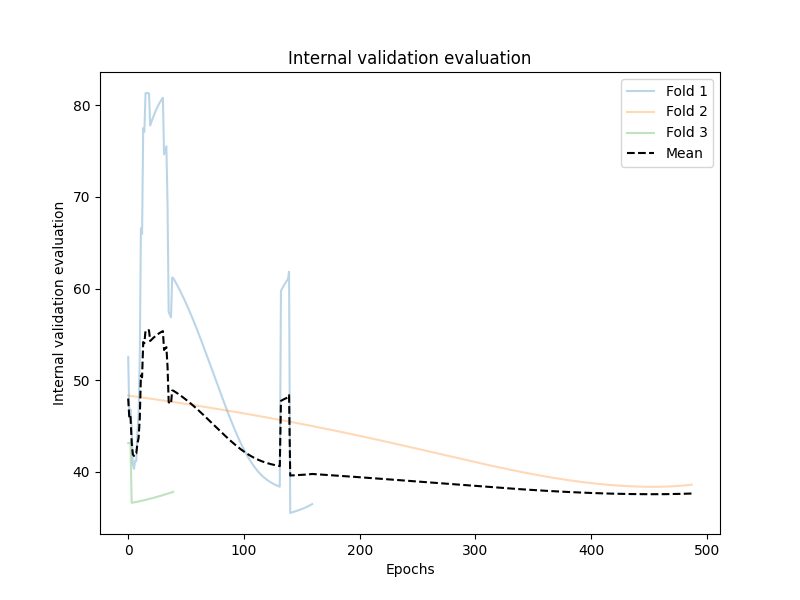 Internal validation evaluation
Fold 1
Fold 2
Fold 3
Mean
Internal validation evaluation
80
70
60
50
40
0
100
200
300
400
500
Epochs